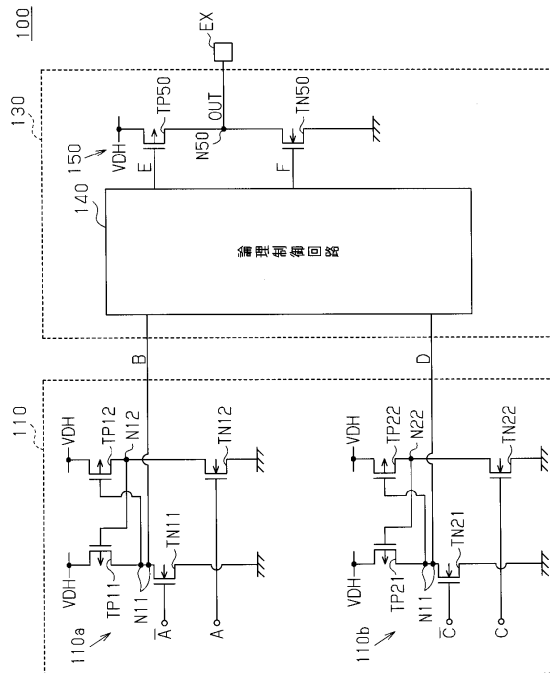 100
110
130
110a
VDH
VDH
TP11
TP12
N12
N11
TN11
TN12
A̅
A
B
140
論理制御回路
150
VDH
E
TP50
N50
OUT
EX
F
TN50
110b
VDH
VDH
TP21
TP22
N22
N11
TN21
TN22
C̅
C
D